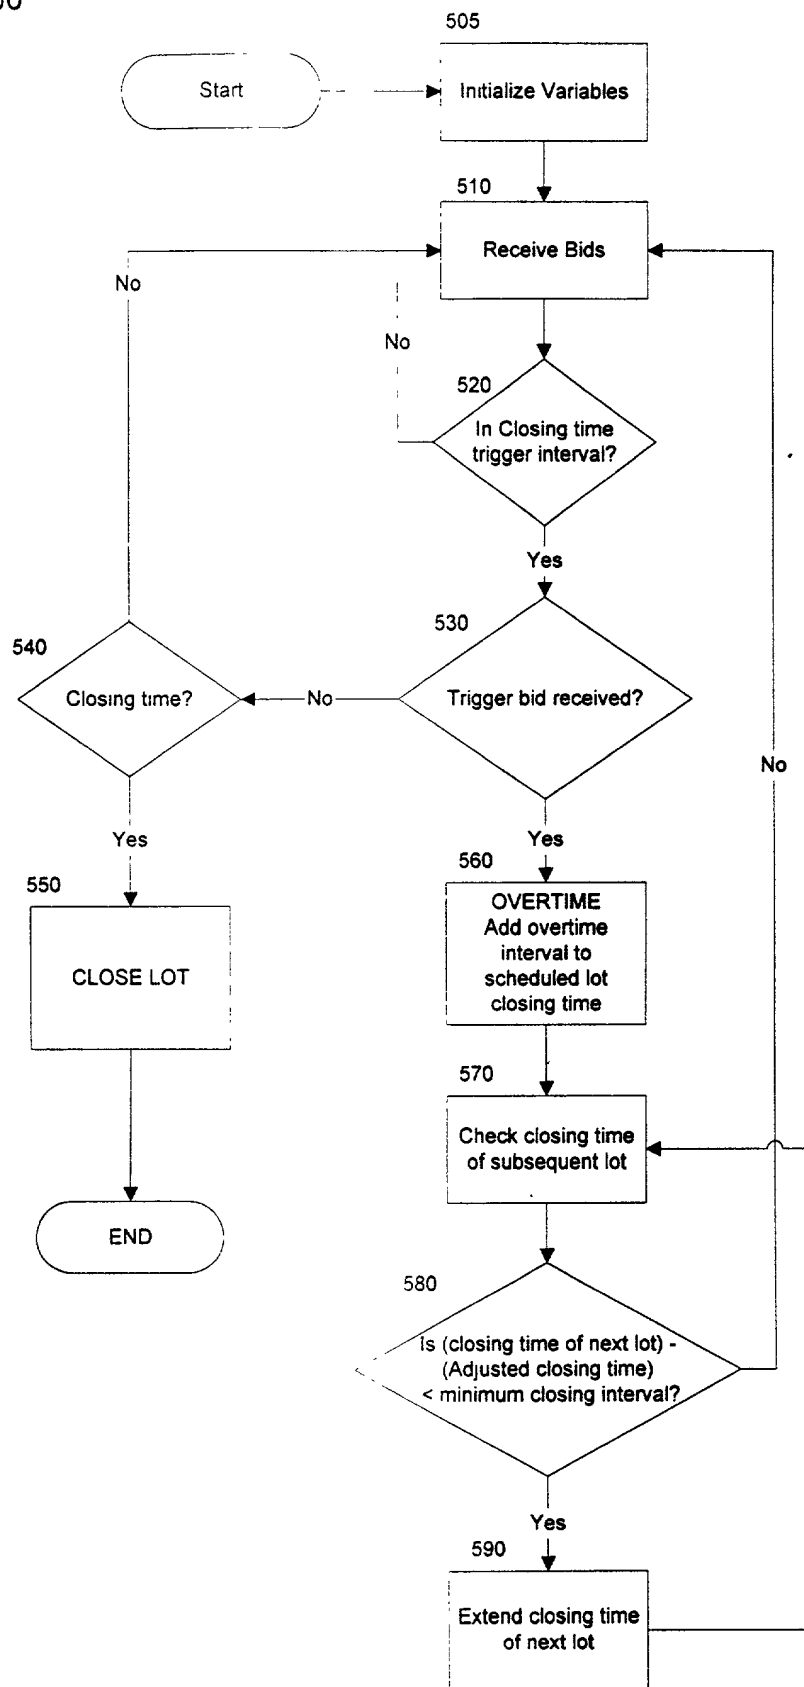 505
Start
Initialize Variables
510
Receive Bids
No
No
520
In Closing time
trigger interval?
Yes
530
540
Closing time?
No
Trigger bid received?
No
Yes
Yes
560
550
OVERTIME
Add overtime
interval to
scheduled lot
closing time
CLOSE LOT
570
Check closing time
of subsequent lot
END
580
Is (closing time of next lot) -
(Adjusted closing time)
< minimum closing interval?
Yes
590
Extend closing time
of next lot